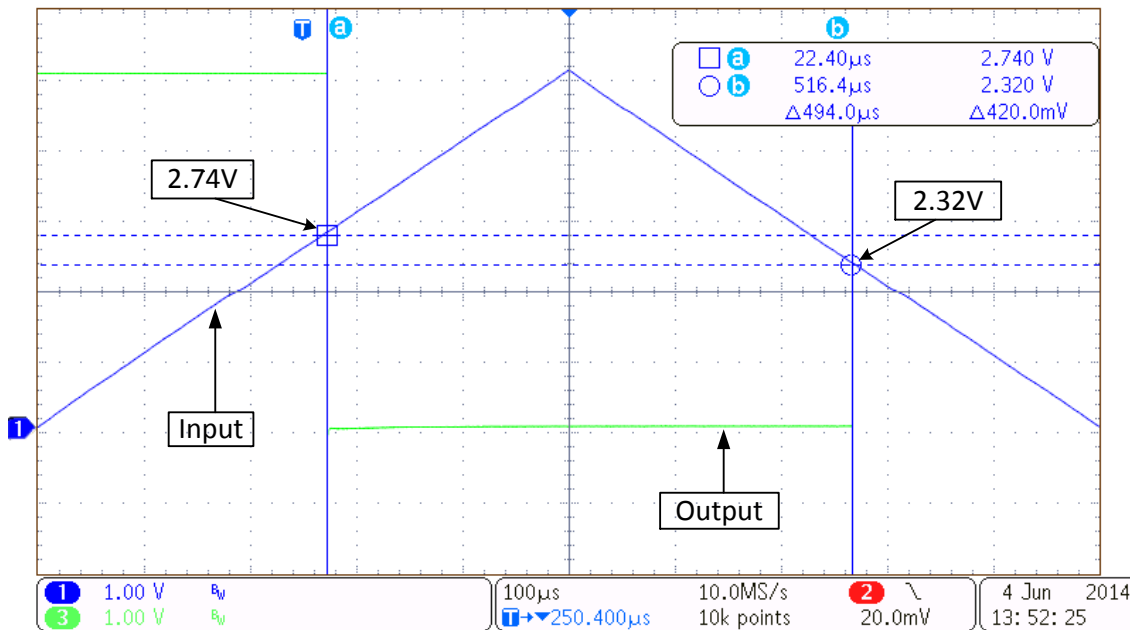 T a b
a 22.40µs 2.740 V
b 516.4µs 2.320 V
Δ494.0µs Δ420.0mV
2.74V
2.32V
1
Input
Output
1 1.00 V BW
3 1.00 V BW
100µs 10.0MS/s 2 20.0mV
T→▼250.400µs 10k points
4 Jun 2014
13:52:25